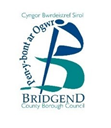 Cyngor Bwrdeistref Sirol
Pen-y-bont ar Ogwr
BRIDGEND
County Borough Council